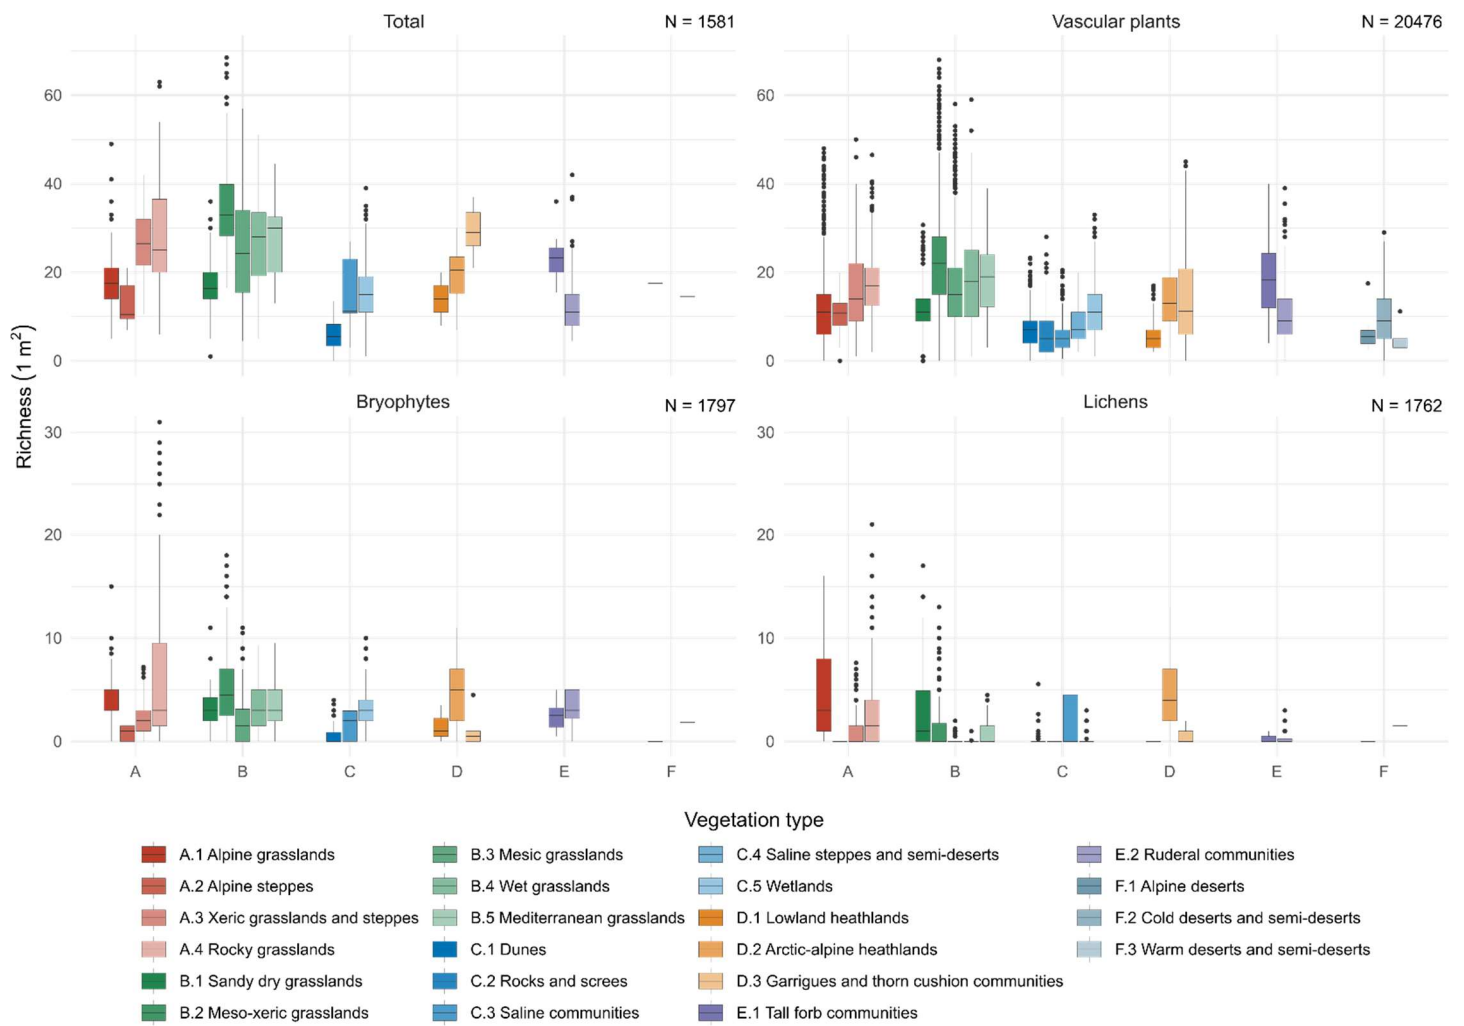 Total
N = 1581
Vascular plants
N = 20476
60
40
20
0
60
40
20
0
Richness (1 m²)
Bryophytes
N = 1797
Lichens
N = 1762
30
20
10
0
30
20
10
0
A B C D E F
A B C D E F
Vegetation type
A.1 Alpine grasslands
A.2 Alpine steppes
A.3 Xeric grasslands and steppes
A.4 Rocky grasslands
B.1 Sandy dry grasslands
B.2 Meso-xeric grasslands
B.3 Mesic grasslands
B.4 Wet grasslands
B.5 Mediterranean grasslands
C.1 Dunes
C.2 Rocks and screes
C.3 Saline communities
C.4 Saline steppes and semi-deserts
C.5 Wetlands
D.1 Lowland heathlands
D.2 Arctic-alpine heathlands
D.3 Garrigues and thorn cushion communities
E.1 Tall forb communities
E.2 Ruderal communities
F.1 Alpine deserts
F.2 Cold deserts and semi-deserts
F.3 Warm deserts and semi-deserts